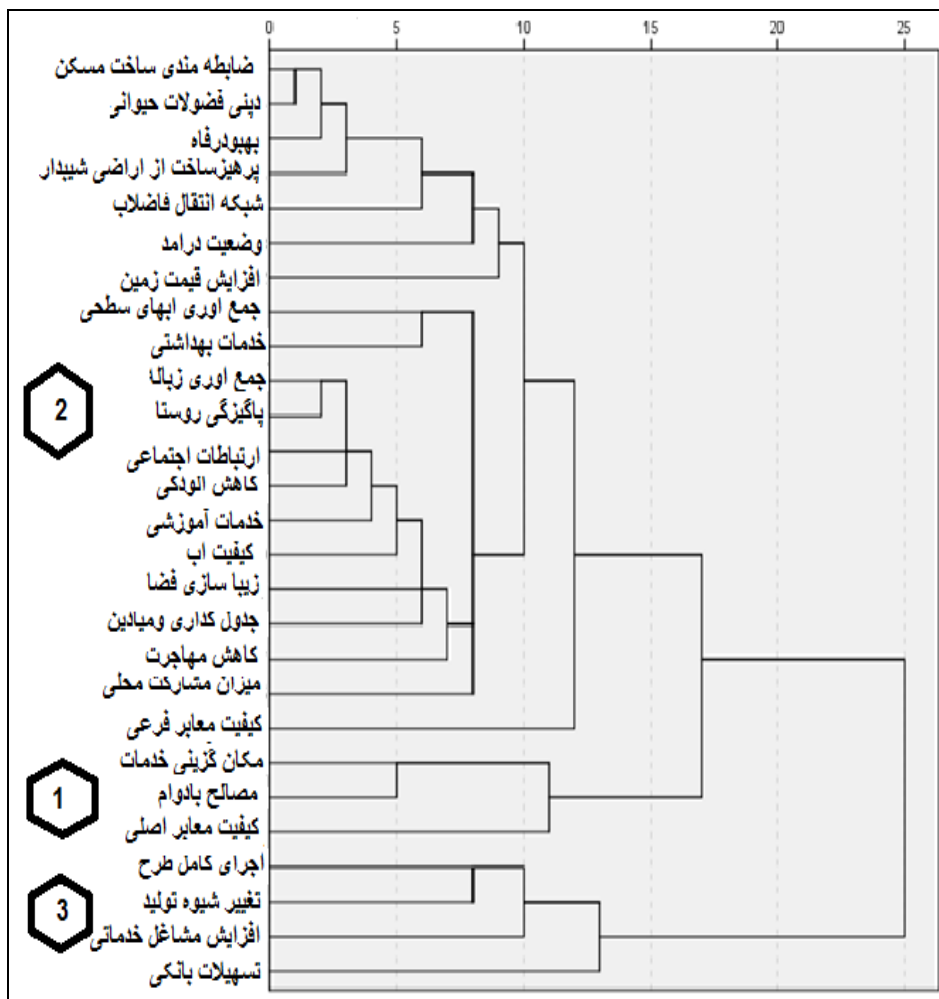 0 5 10 15 20 25
ضابطه مندی ساخت مسکن
دپنی فضولات حیوانی
بهبودرفاه
پرهیزساخت از اراضی شیبدار
شبکه انتقال فاضلاب
وضعیت درامد
افزایش قیمت زمین
جمع اوری ابهای سطحی
خدمات بهداشتی
جمع اوری زباله
پاگیزگی روستا
2
ارتباطات اجتماعی
کاهش الودکی
خدمات آموزشی
کیفیت اب
زیبا سازی فضا
جدول کداری ومیادین
کاهش مهاجرت
میزان مشارکت محلی
کیفیت معابر فرعی
مکان گزینی خدمات
مصالح بادوام
1
کیفیت معابر اصلی
اجرای کامل طرح
تغییر شیوه تولید
3
افزایش مشاغل خدماتی
تسهیلات بانکی